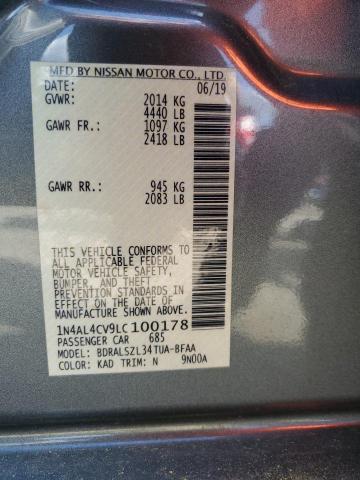 MFD BY NISSAN MOTOR CO., LTD.
DATE: 06/19
GVWR: 2014 KG
4440 LB
GAWR FR.: 1097 KG
2418 LB
GAWR RR.: 945 KG
2083 LB
THIS VEHICLE CONFORMS TO
ALL APPLICABLE FEDERAL
MOTOR VEHICLE SAFETY,
BUMPER, AND THEFT
PREVENTION STANDARDS IN
EFFECT ON THE DATE OF
MANUFACTURE SHOWN ABOVE.
1N4AL4CV9LC100178
PASSENGER CAR 685
MODEL: BDRALSZL34TUA-BFAA
COLOR: KAD TRIM: N 9N00A